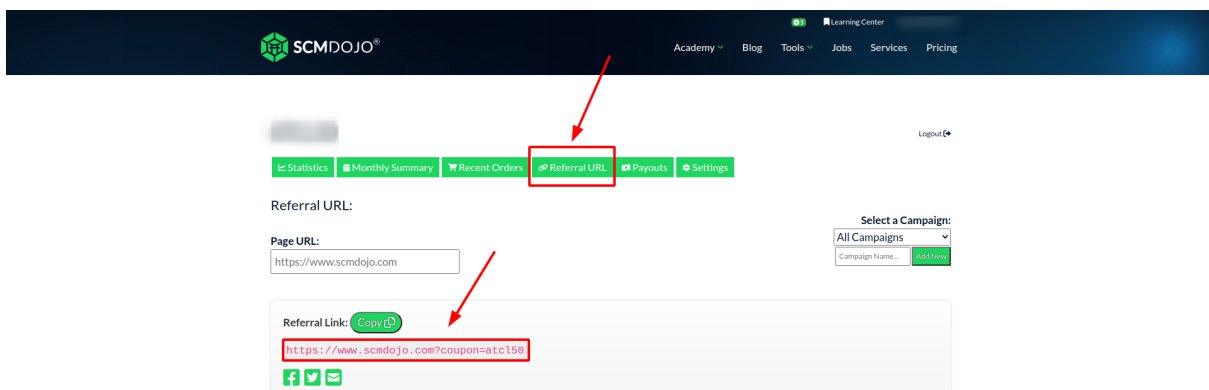 5 Learning Center
SCMDOJO®
Academy Blog Tools Jobs Services Pricing
Logout
Statistics Monthly Summary Recent Orders Referral URL Payouts Settings
Referral URL:
Select a Campaign:
All Campaigns
Page URL:
https://www.scmdojo.com
Campaign Name... Add New
Referral Link: Copy
https://www.scmdojo.com?coupon=atcl50